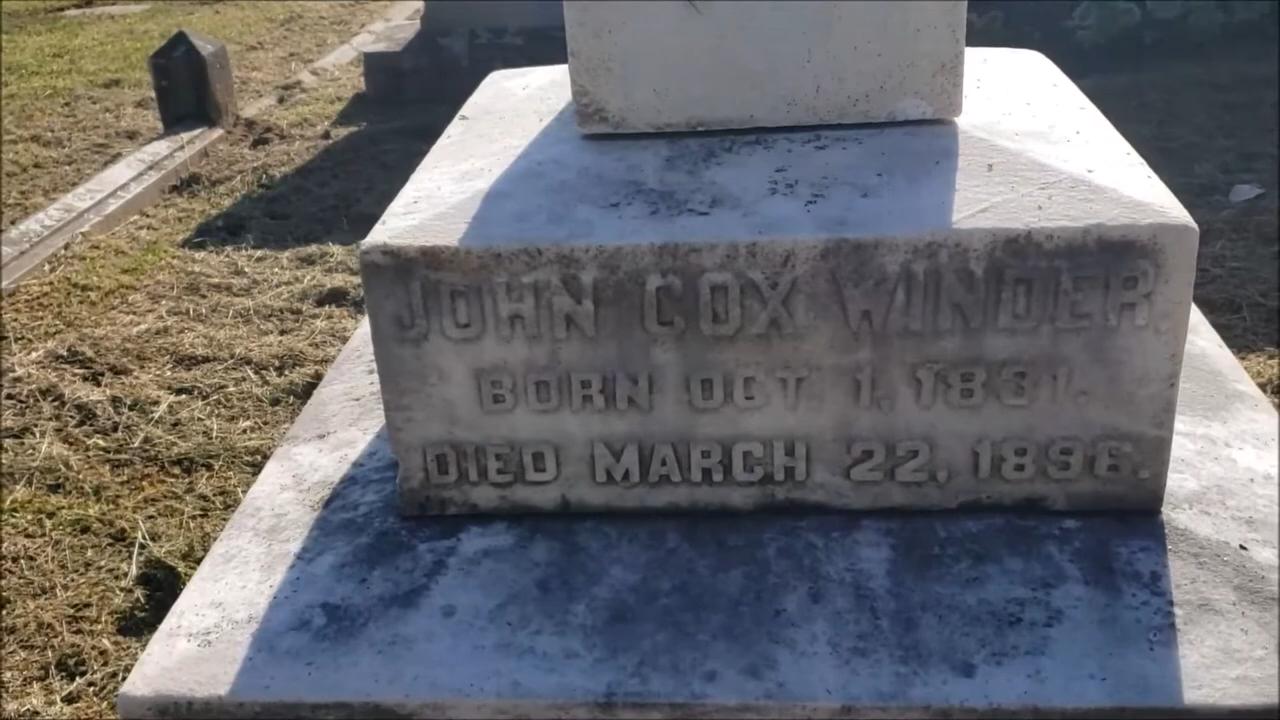 JOHN COX WINDER.
BORN OCT 1, 1831.
DIED MARCH 22, 1896.